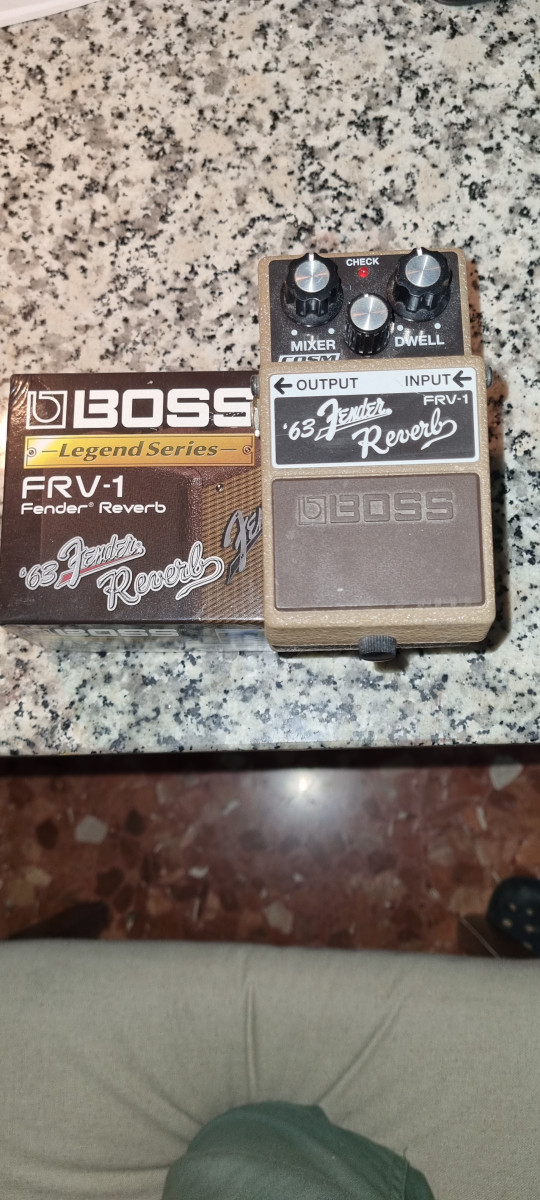 CHECK
MIXER
DWELL
COSM
OUTPUT
INPUT
FRV-1
'63 Fender
Reverb
BOSS
BOSS
Legend Series
FRV-1
Fender® Reverb
'63 Fender
Reverb
BOSS